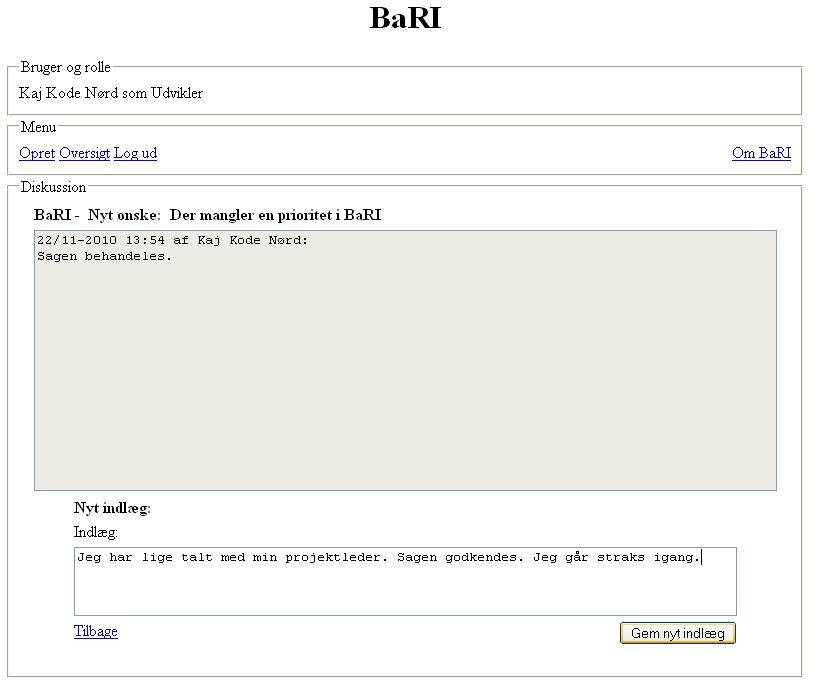 BaRI
Bruger og rolle
Kaj Kode Nørd som Udvikler
Menu
Opret Oversigt Log ud Om BaRI
Diskussion
BaRI - Nyt ønske: Der mangler en prioritet i BaRI
22/11-2010 13:54 af Kaj Kode Nørd:
Sagen behandeles.
Nyt indlæg:
Indlæg:
Jeg har lige talt med min projektleder. Sagen godkendes. Jeg går straks igang.
Tilbage Gem nyt indlæg